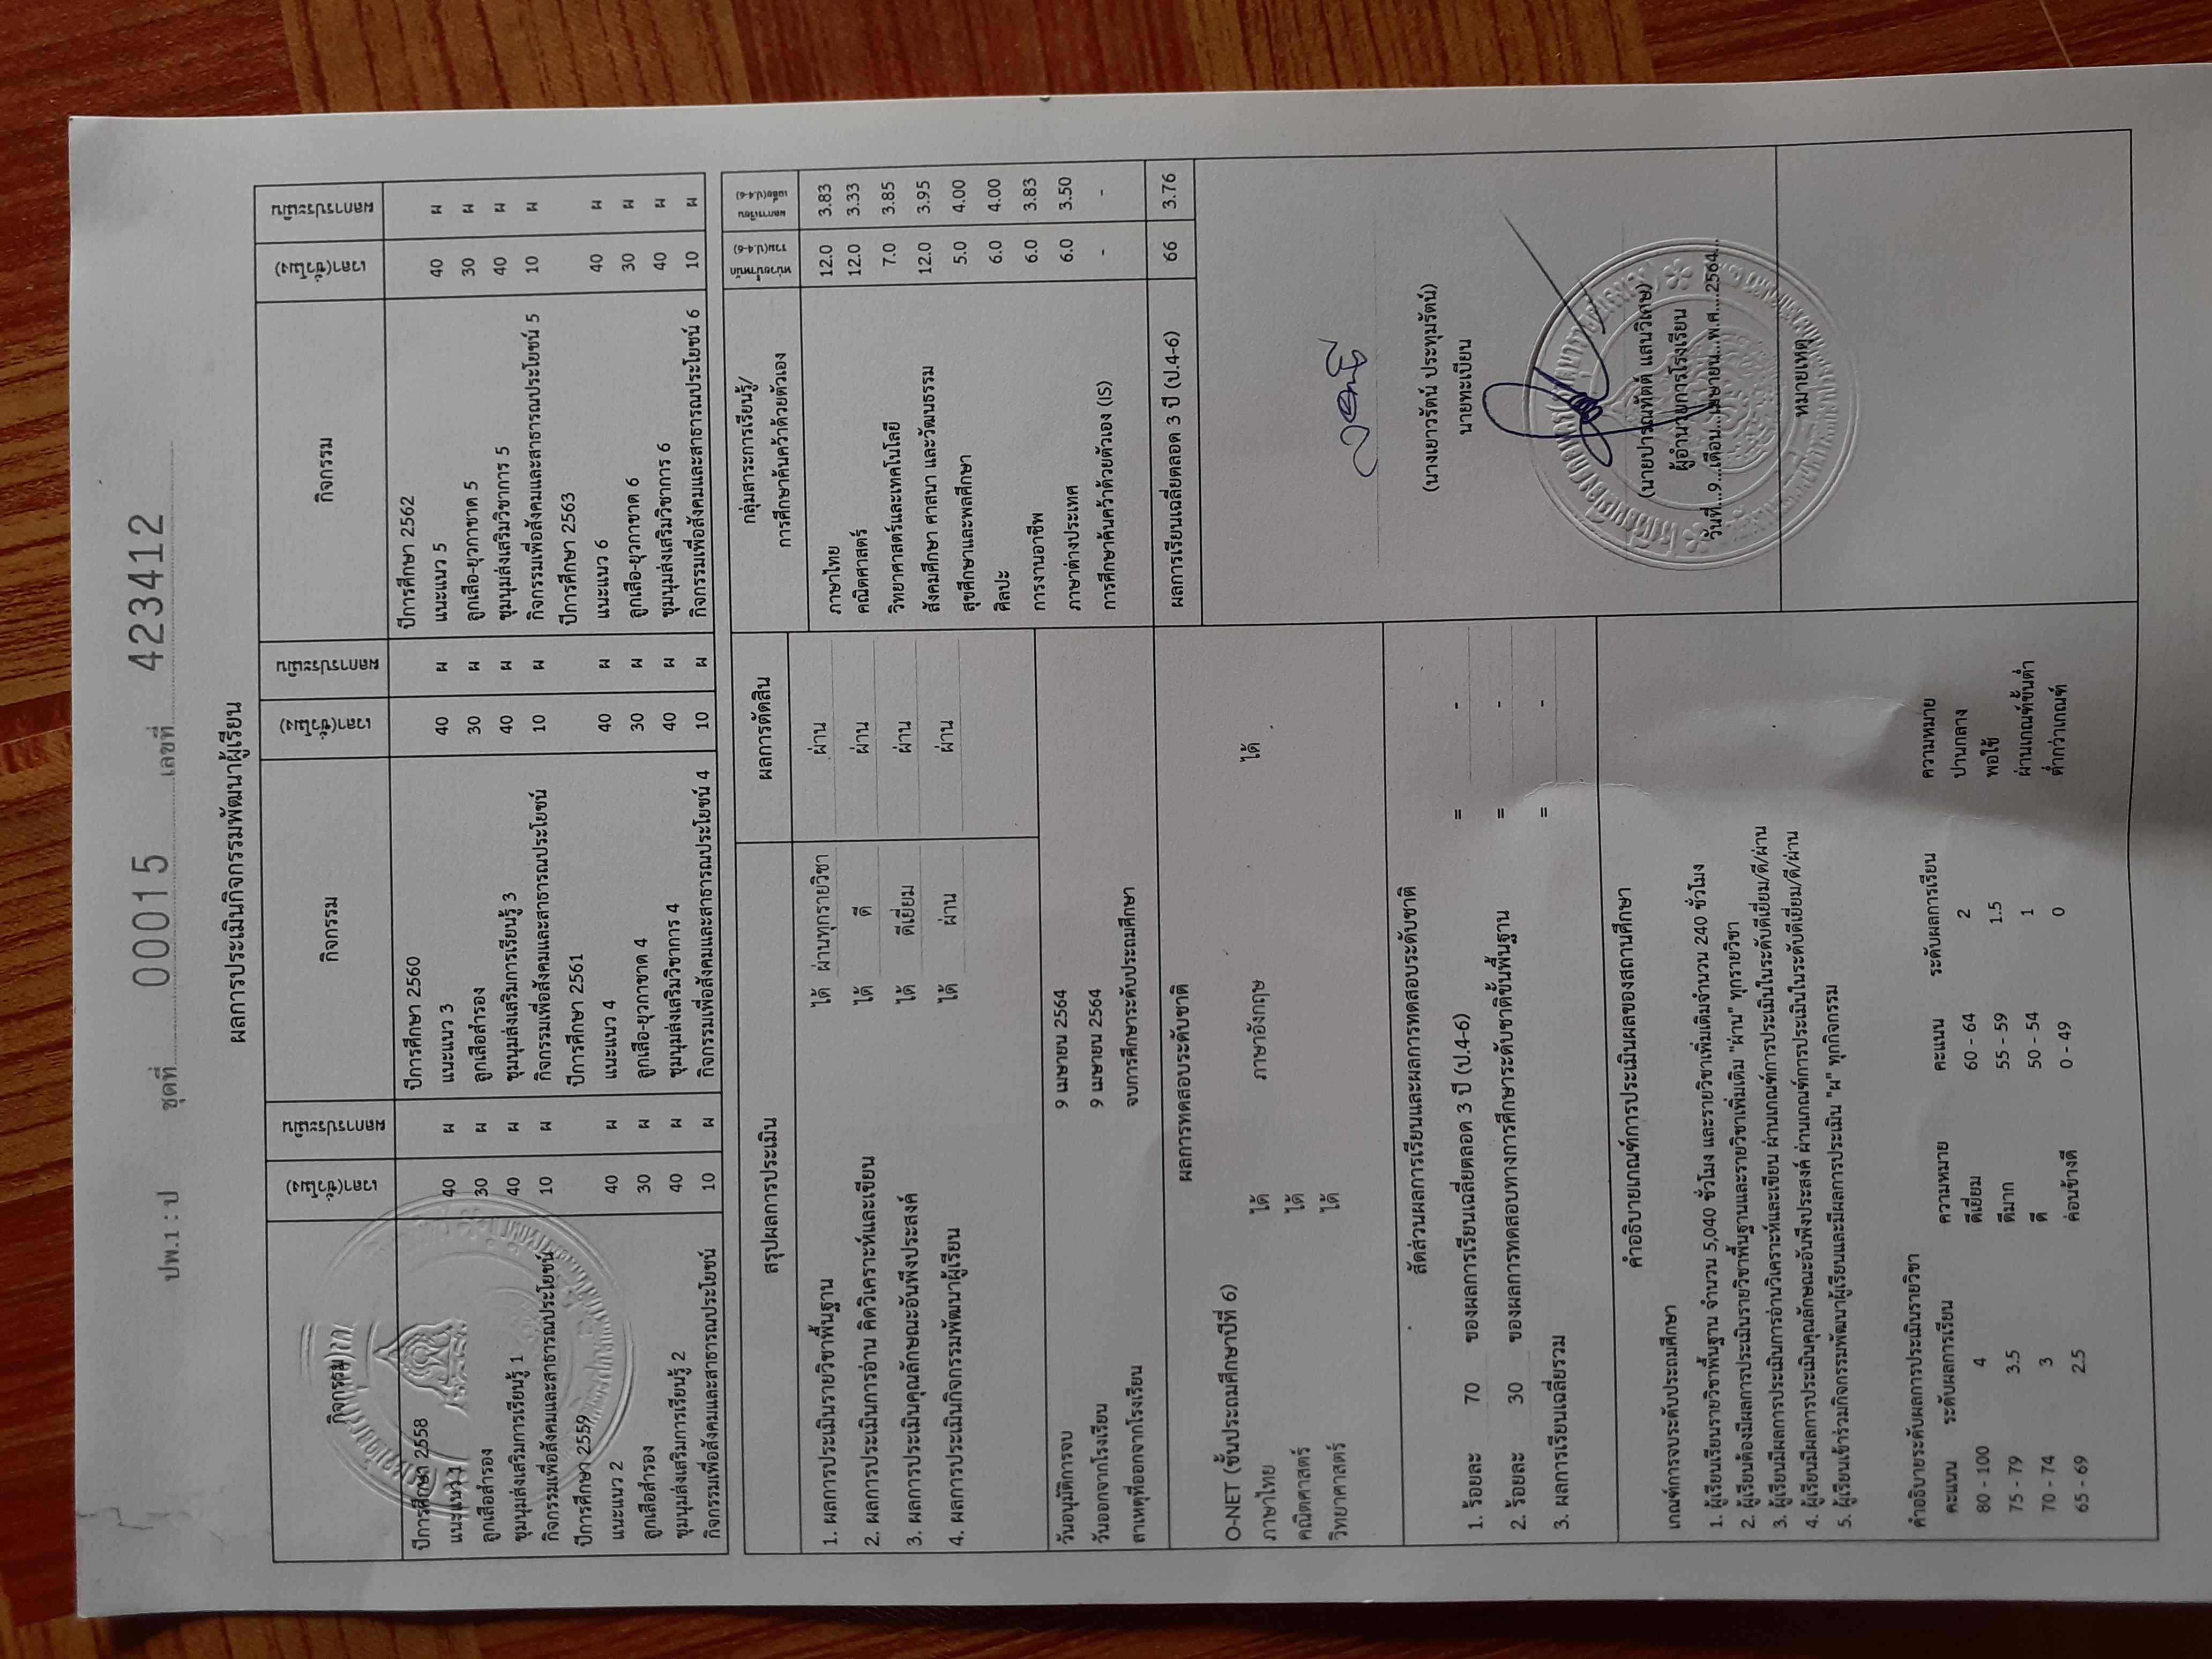 ปพ.1 : ป ชุดที่ 00015 เลขที่ 423412
ผลการประเมินกิจกรรมพัฒนาผู้เรียน
กิจกรรม เวลา(ชั่วโมง) ผลการประเมิน กิจกรรม เวลา(ชั่วโมง) ผลการประเมิน กิจกรรม เวลา(ชั่วโมง) ผลการประเมิน
ปีการศึกษา 2558 ปีการศึกษา 2560 ปีการศึกษา 2562
แนะแนว 1 40 ผ แนะแนว 3 40 ผ แนะแนว 5 40 ผ
ลูกเสือสำรอง 30 ผ ลูกเสือสำรอง 30 ผ ลูกเสือ-ยุวกาชาด 5 30 ผ
ชุมนุมส่งเสริมการเรียนรู้ 1 40 ผ ชุมนุมส่งเสริมการเรียนรู้ 3 40 ผ ชุมนุมส่งเสริมวิชาการ 5 40 ผ
กิจกรรมเพื่อสังคมและสาธารณประโยชน์ 10 ผ กิจกรรมเพื่อสังคมและสาธารณประโยชน์ 10 ผ กิจกรรมเพื่อสังคมและสาธารณประโยชน์ 5 10 ผ
ปีการศึกษา 2559 ปีการศึกษา 2561 ปีการศึกษา 2563
แนะแนว 2 40 ผ แนะแนว 4 40 ผ แนะแนว 6 40 ผ
ลูกเสือสำรอง 30 ผ ลูกเสือ-ยุวกาชาด 4 30 ผ ลูกเสือ-ยุวกาชาด 6 30 ผ
ชุมนุมส่งเสริมการเรียนรู้ 2 40 ผ ชุมนุมส่งเสริมวิชาการ 4 40 ผ ชุมนุมส่งเสริมวิชาการ 6 40 ผ
กิจกรรมเพื่อสังคมและสาธารณประโยชน์ 10 ผ กิจกรรมเพื่อสังคมและสาธารณประโยชน์ 4 10 ผ กิจกรรมเพื่อสังคมและสาธารณประโยชน์ 6 10 ผ
สรุปผลการประเมิน ผลการตัดสิน
1. ผลการประเมินรายวิชาพื้นฐาน ได้ ผ่านทุกรายวิชา ผ่าน
2. ผลการประเมินการอ่าน คิดวิเคราะห์และเขียน ได้ ดี ผ่าน
3. ผลการประเมินคุณลักษณะอันพึงประสงค์ ได้ ดีเยี่ยม ผ่าน
4. ผลการประเมินกิจกรรมพัฒนาผู้เรียน ได้ ผ่าน ผ่าน
วันอนุมัติการจบ 9 เมษายน 2564
วันออกจากโรงเรียน 9 เมษายน 2564
สาเหตุที่ออกจากโรงเรียน จบการศึกษาระดับประถมศึกษา
ผลการทดสอบระดับชาติ
O-NET (ชั้นประถมศึกษาปีที่ 6)
ภาษาไทย ได้ ภาษาอังกฤษ ได้
คณิตศาสตร์ ได้
วิทยาศาสตร์ ได้
สัดส่วนผลการเรียนและผลการทดสอบระดับชาติ
1. ร้อยละ 70 ของผลการเรียนเฉลี่ยตลอด 3 ปี (ป.4-6) = -
2. ร้อยละ 30 ของผลการทดสอบทางการศึกษาระดับชาติขั้นพื้นฐาน = -
3. ผลการเรียนเฉลี่ยรวม = -
คำอธิบายเกณฑ์การประเมินผลของสถานศึกษา
เกณฑ์การจบระดับประถมศึกษา
1. ผู้เรียนเรียนรายวิชาพื้นฐาน จำนวน 5,040 ชั่วโมง และรายวิชาเพิ่มเติมจำนวน 240 ชั่วโมง
2. ผู้เรียนต้องมีผลการประเมินรายวิชาพื้นฐานและรายวิชาเพิ่มเติม "ผ่าน" ทุกรายวิชา
3. ผู้เรียนมีผลการประเมินการอ่านวิเคราะห์และเขียน ผ่านเกณฑ์การประเมินในระดับดีเยี่ยม/ดี/ผ่าน
4. ผู้เรียนมีผลการประเมินคุณลักษณะอันพึงประสงค์ ผ่านเกณฑ์การประเมินในระดับดีเยี่ยม/ดี/ผ่าน
5. ผู้เรียนเข้าร่วมกิจกรรมพัฒนาผู้เรียนและมีผลการประเมิน "ผ" ทุกกิจกรรม
คำอธิบายระดับผลการประเมินรายวิชา
คะแนน ระดับผลการเรียน ความหมาย คะแนน ระดับผลการเรียน ความหมาย
80 - 100 4 ดีเยี่ยม 60 - 64 2 ปานกลาง
75 - 79 3.5 ดีมาก 55 - 59 1.5 พอใช้
70 - 74 3 ดี 50 - 54 1 ผ่านเกณฑ์ขั้นต่ำ
65 - 69 2.5 ค่อนข้างดี 0 - 49 0 ต่ำกว่าเกณฑ์
กลุ่มสาระการเรียนรู้/ หน่วยน้ำหนัก ผลการเรียน
การศึกษาค้นคว้าด้วยตัวเอง รวม(ป.4-6) เฉลี่ย(ป.4-6)
ภาษาไทย 12.0 3.83
คณิตศาสตร์ 12.0 3.33
วิทยาศาสตร์และเทคโนโลยี 7.0 3.85
สังคมศึกษา ศาสนา และวัฒนธรรม 12.0 3.95
สุขศึกษาและพลศึกษา 5.0 4.00
ศิลปะ 6.0 4.00
การงานอาชีพ 6.0 3.83
ภาษาต่างประเทศ 6.0 3.50
การศึกษาค้นคว้าด้วยตัวเอง (IS) - -
ผลการเรียนเฉลี่ยตลอด 3 ปี (ป.4-6) 66 3.76
(นางเยาวรัตน์ ประทุมรัตน์)
นายทะเบียน
(นายปารณทัตต์ แสนวิเศษ)
ผู้อำนวยการโรงเรียน
วันที่...9...เดือน...เมษายน...พ.ศ....2564...
หมายเหตุ